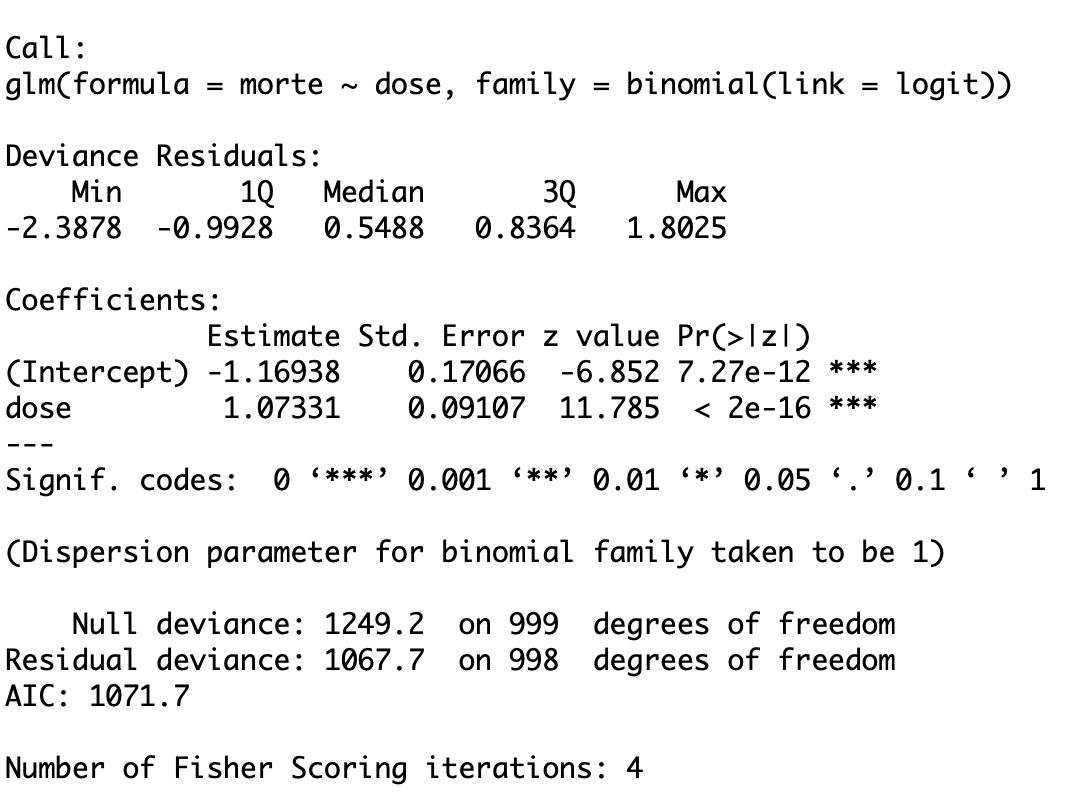 Call:
glm(formula = morte ~ dose, family = binomial(link = logit))
Deviance Residuals:
    Min       1Q   Median       3Q      Max
-2.3878  -0.9928   0.5488   0.8364   1.8025
Coefficients:
            Estimate Std. Error z value Pr(>|z|)
(Intercept) -1.16938    0.17066  -6.852 7.27e-12 ***
dose         1.07331    0.09107  11.785  < 2e-16 ***
---
Signif. codes:  0 ‘***’ 0.001 ‘**’ 0.01 ‘*’ 0.05 ‘.’ 0.1 ‘ ’ 1
(Dispersion parameter for binomial family taken to be 1)
    Null deviance: 1249.2  on 999  degrees of freedom
Residual deviance: 1067.7  on 998  degrees of freedom
AIC: 1071.7
Number of Fisher Scoring iterations: 4